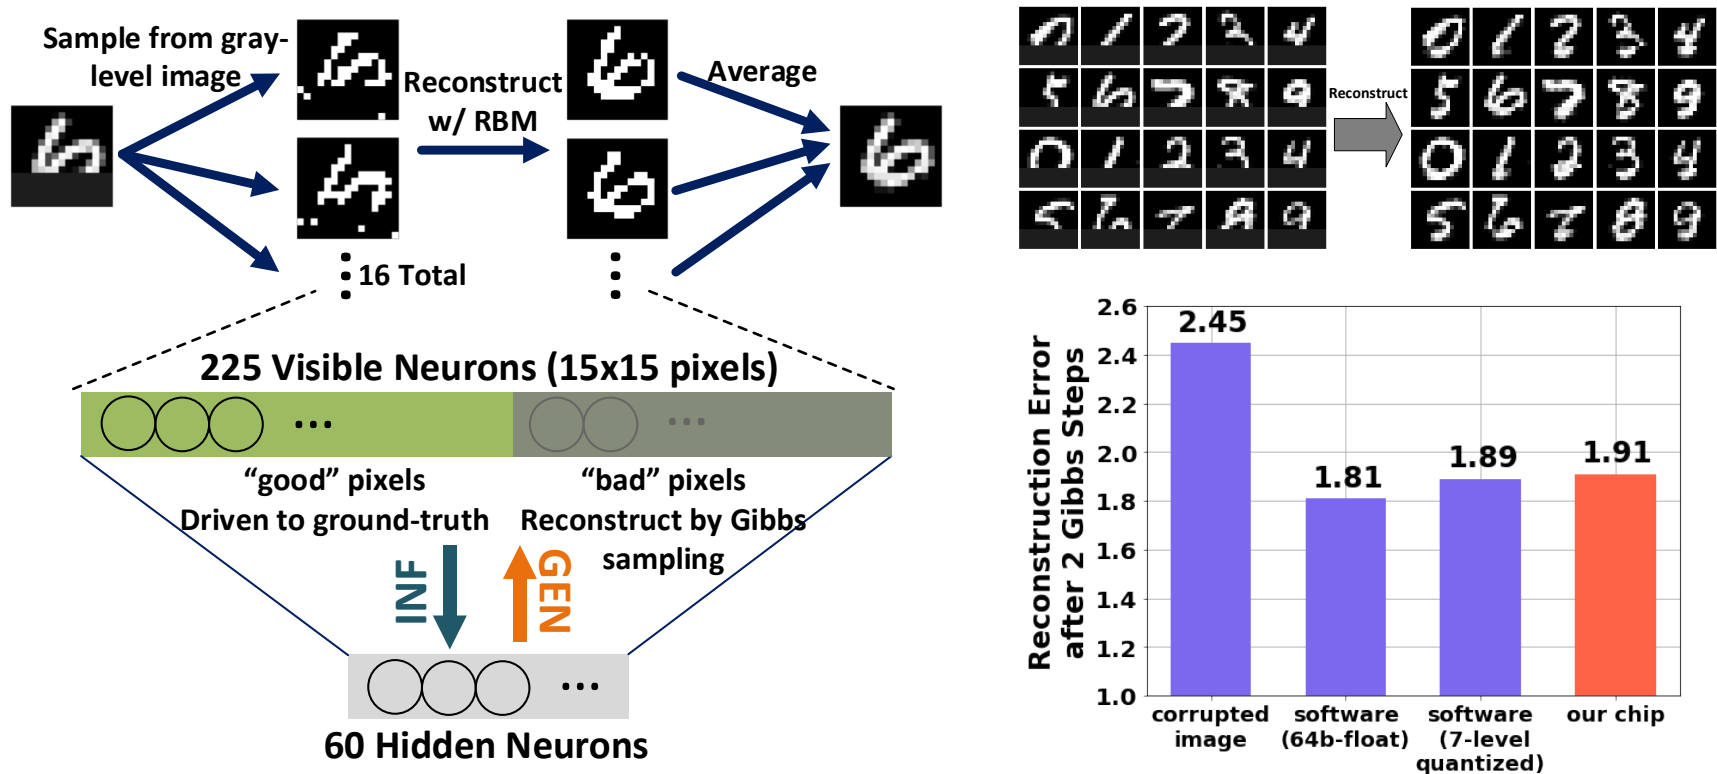 Sample from gray-
level image
Reconstruct
w/ RBM
Average
16 Total
225 Visible Neurons (15x15 pixels)
“good” pixels
Driven to ground-truth
“bad” pixels
Reconstruct by Gibbs
sampling
INF
GEN
60 Hidden Neurons
Reconstruct
Reconstruction Error
after 2 Gibbs Steps
2.6
2.4
2.2
2.0
1.8
1.6
1.4
1.2
1.0
2.45
1.81
1.89
1.91
corrupted
image
software
(64b-float)
software
(7-level
quantized)
our chip